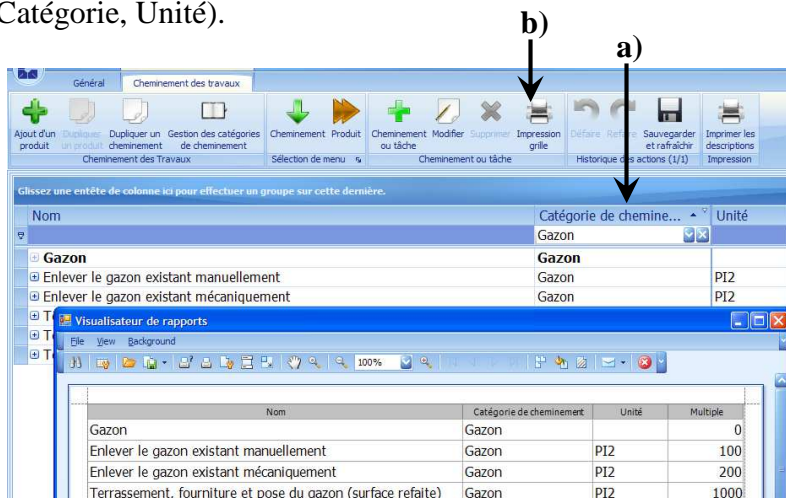 Catégorie, Unité).
b)
a)
Général Cheminement des travaux
Ajout d'un produit Dupliquer un produit Dupliquer un cheminement Gestion des catégories de cheminement Cheminement Produit Cheminement ou tâche Modifier Supprimer Impression grille Défaire Refaire Sauvegarder et rafraîchir Imprimer les descriptions
Cheminement des Travaux Sélection de menu Cheminement ou tâche Historique des actions (1/1) Impression
Glissez une entête de colonne ici pour effectuer un groupe sur cette dernière.
Nom Catégorie de chemine... Unité
Gazon
Gazon Gazon
Enlever le gazon existant manuellement Gazon PI2
Enlever le gazon existant mécaniquement Gazon PI2
Visualisateur de rapports
File View Background
100%
Nom Catégorie de cheminement Unité Multiple
Gazon Gazon 0
Enlever le gazon existant manuellement Gazon PI2 100
Enlever le gazon existant mécaniquement Gazon PI2 200
Terrassement, fourniture et pose du gazon (surface refaite) Gazon PI2 1000